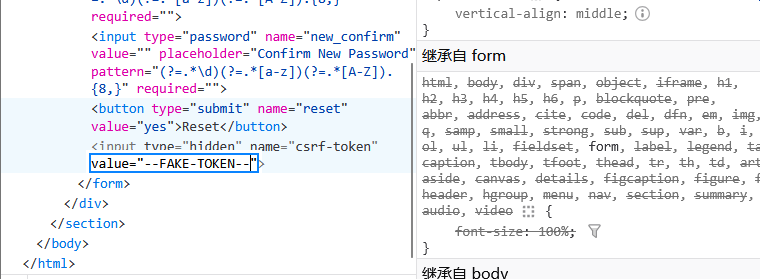 required="">
<input type="password" name="new_confirm"
value="" placeholder="Confirm New Password"
pattern="(?=.*\d)(?=.*[a-z])(?=.*[A-Z]).
{8,}" required="">
<button type="submit" name="reset"
value="yes">Reset</button>
<input type="hidden" name="csrf-token"
value="--FAKE-TOKEN--">
</form>
</div>
</section>
</body>
</html>
vertical-align: middle;
}
继承自 form
html, body, div, span, object, iframe, h1,
h2, h3, h4, h5, h6, p, blockquote, pre,
abbr, address, cite, code, del, dfn, em, img,
q, samp, small, strong, sub, sup, var, b, i,
ol, ul, li, fieldset, form, label, legend, ta
caption, tbody, tfoot, thead, tr, th, td, art
aside, canvas, details, figcaption, figure, f
header, hgroup, menu, nav, section, summary,
audio, video {
font-size: 100%;
}
继承自 body